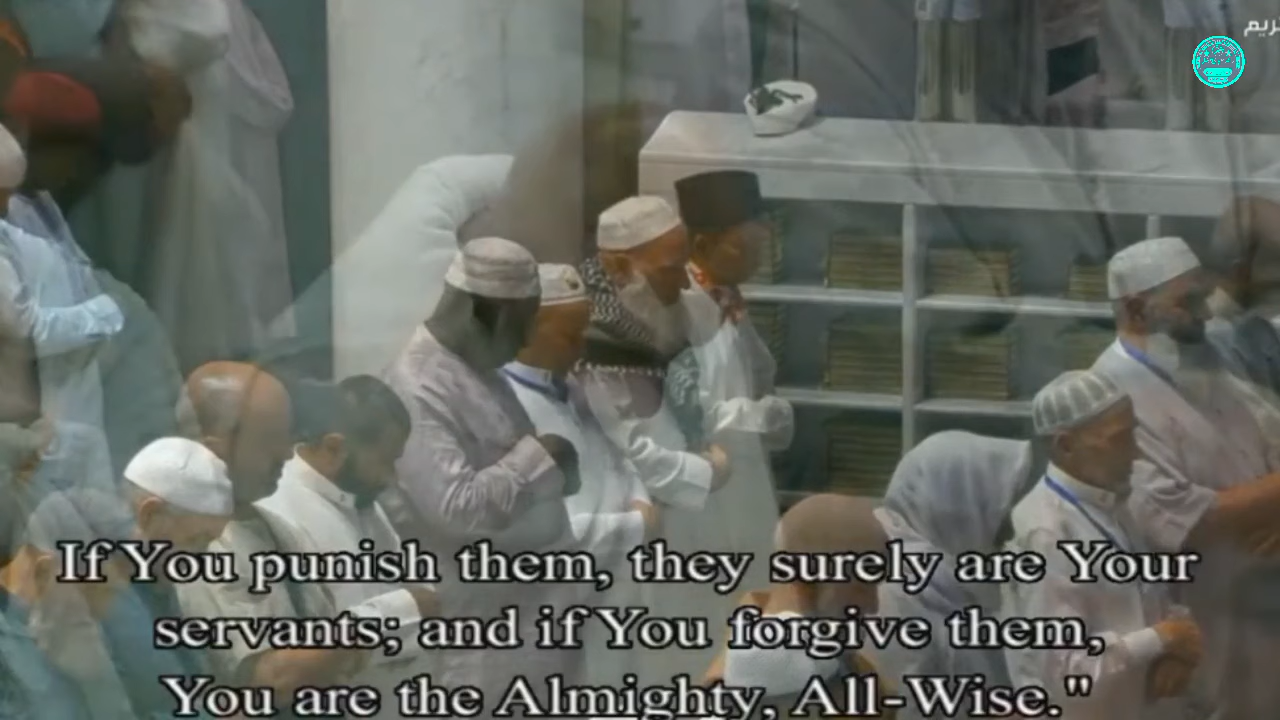 If You punish them, they surely are Your
servants; and if You forgive them,
You are the Almighty, All-Wise."